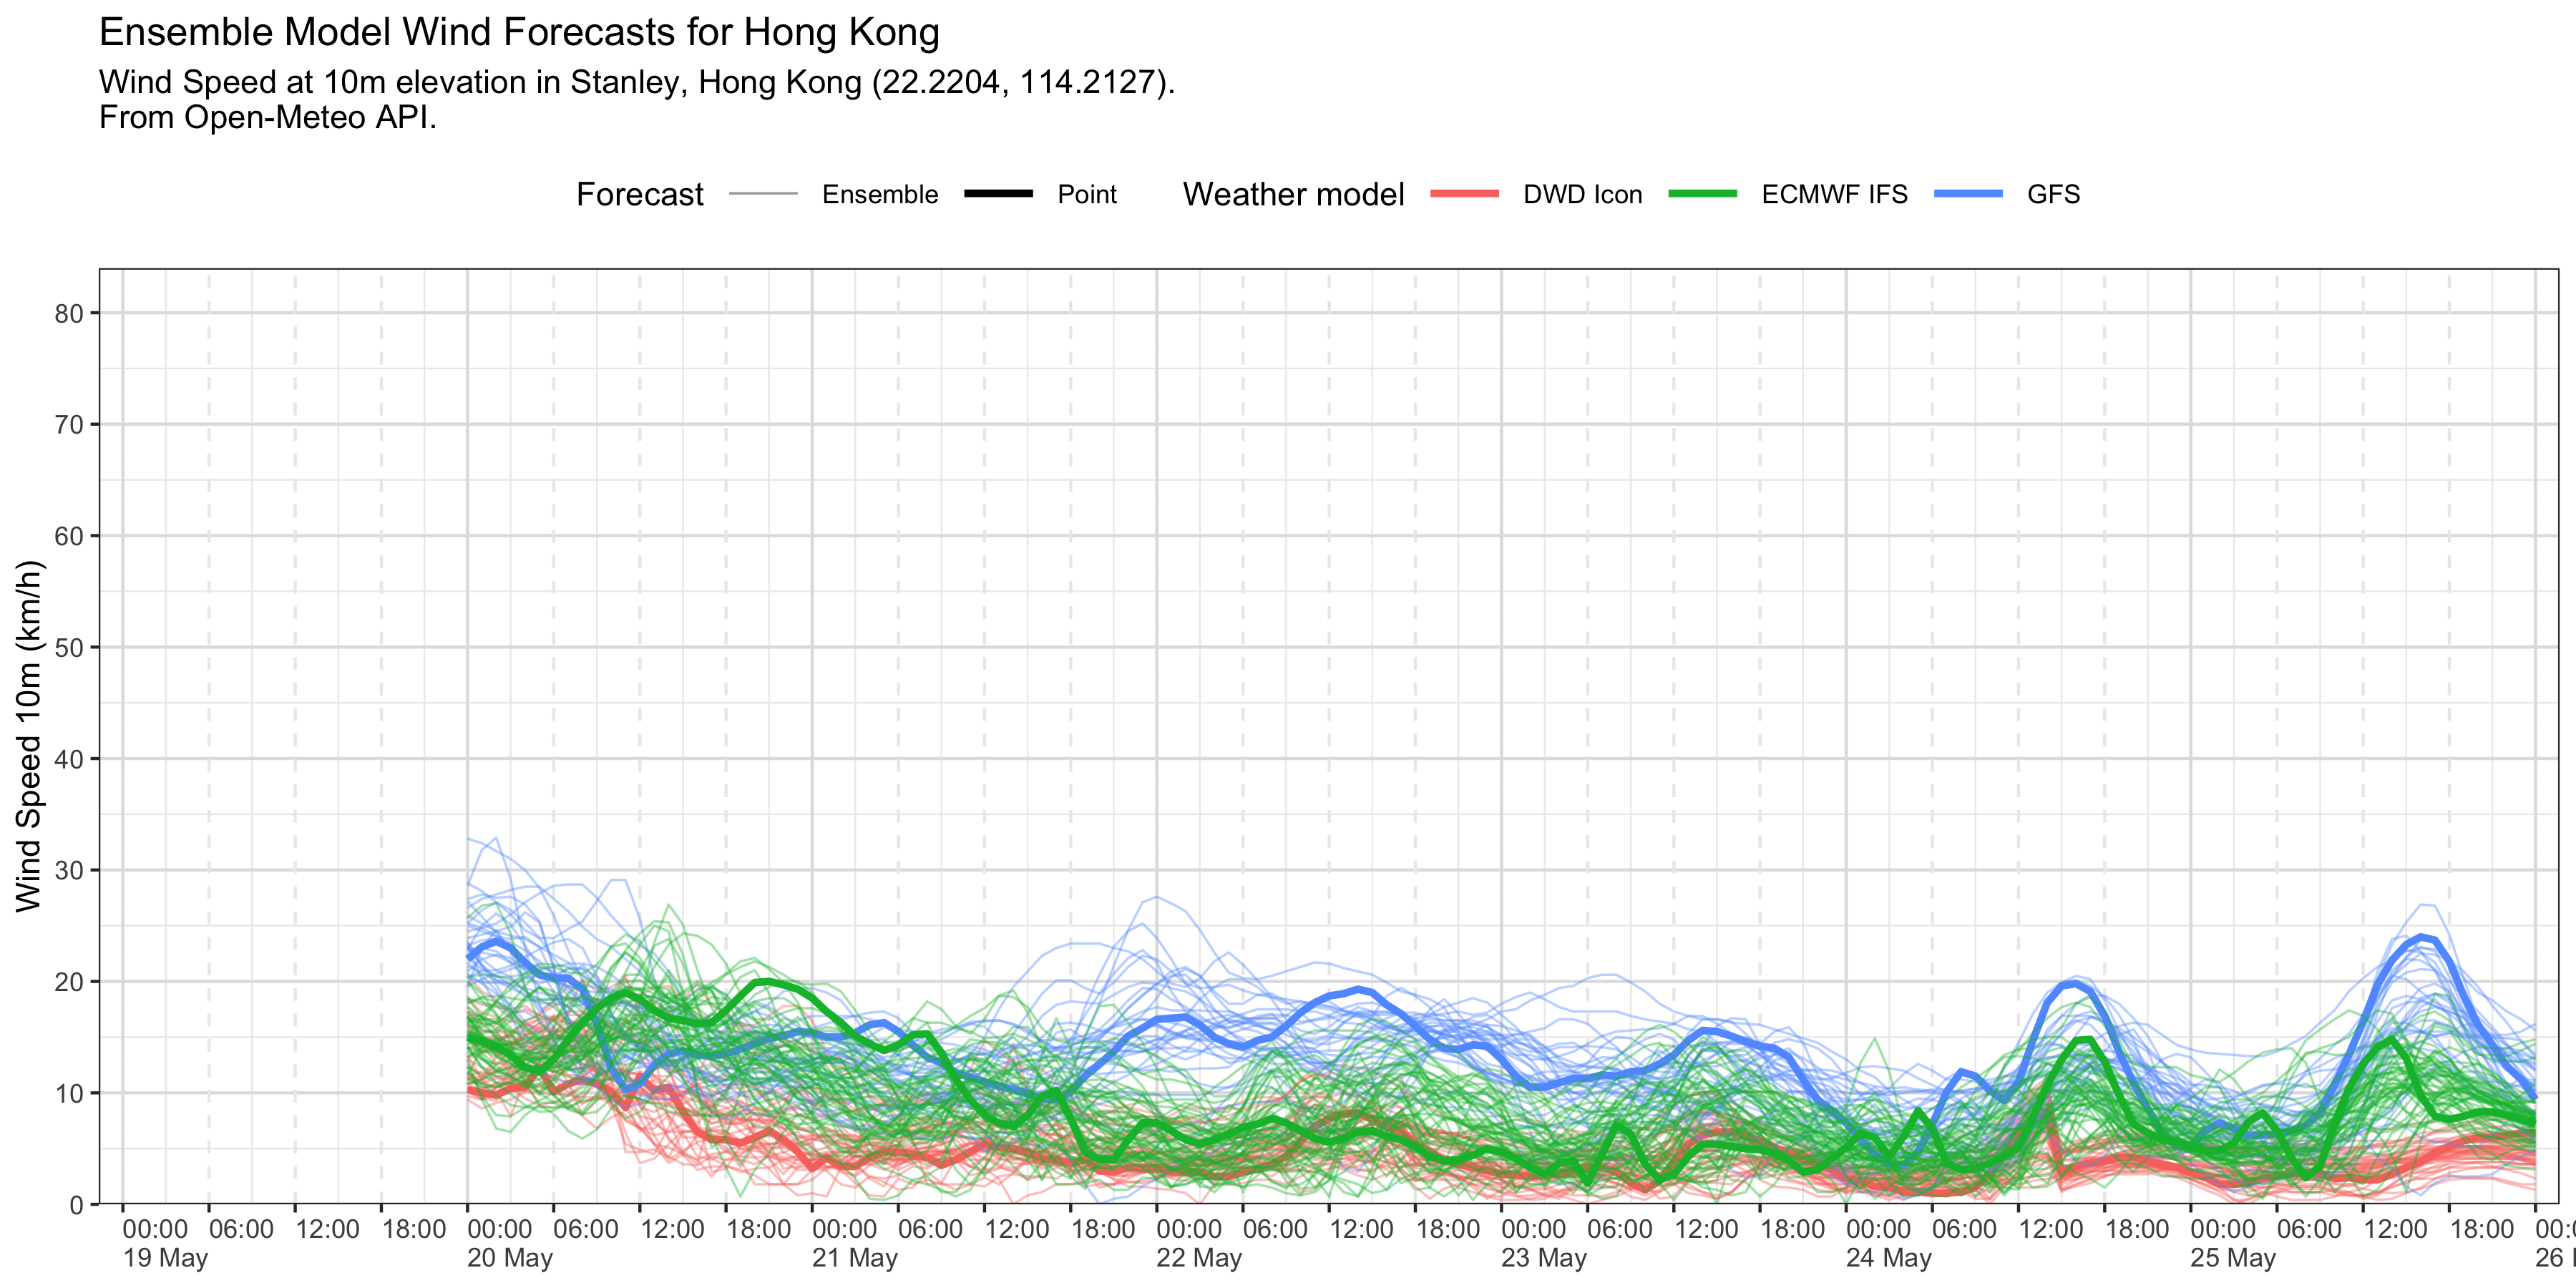 Ensemble Model Wind Forecasts for Hong Kong
Wind Speed at 10m elevation in Stanley, Hong Kong (22.2204, 114.2127).
From Open-Meteo API.
Forecast Ensemble Point Weather model DWD Icon ECMWF IFS GFS
Wind Speed 10m (km/h)
80
70
60
50
40
30
20
10
0
00:00 06:00 12:00 18:00 00:00 06:00 12:00 18:00 00:00 06:00 12:00 18:00 00:00 06:00 12:00 18:00 00:00 06:00 12:00 18:00 00:00 06:00 12:00 18:00 00:00 06:00 12:00 18:00
19 May 20 May 21 May 22 May 23 May 24 May 25 May 26